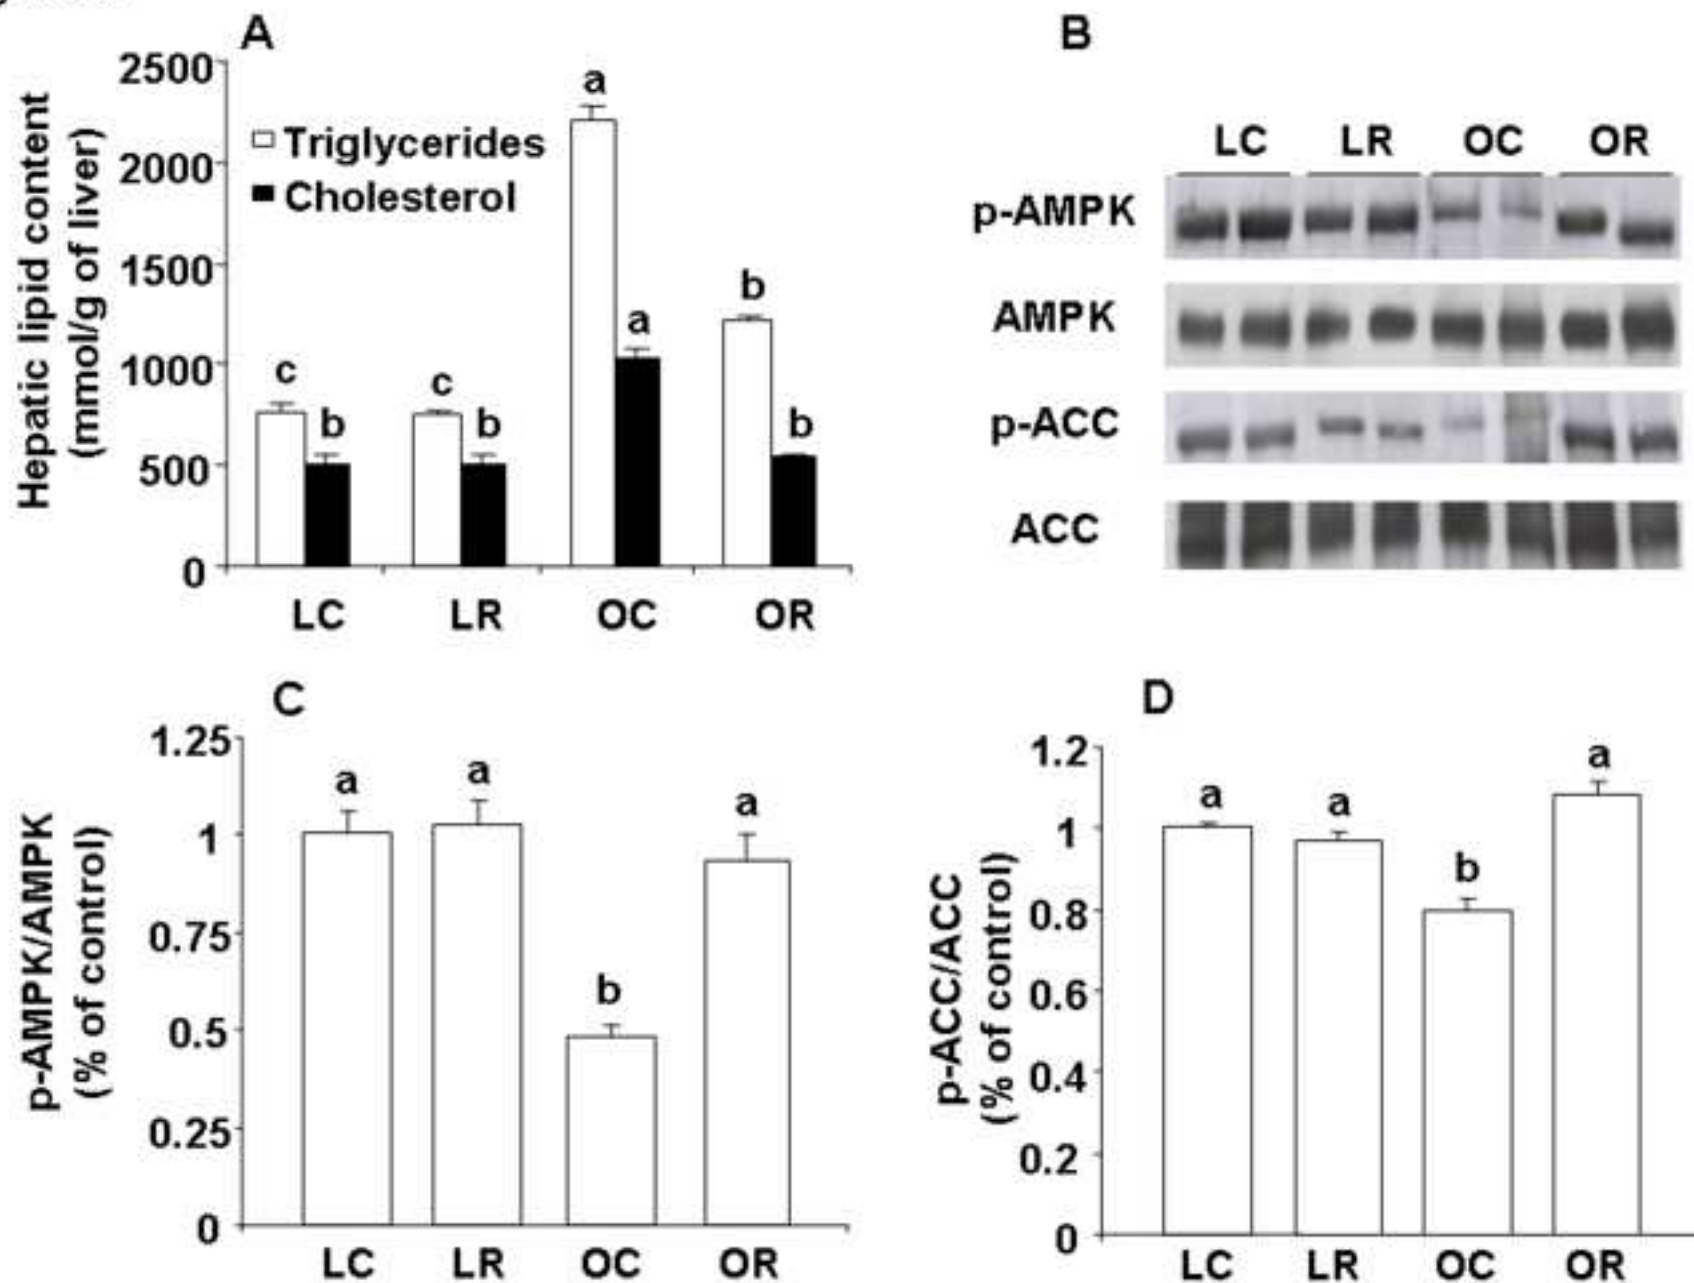 A
Hepatic lipid content
(mmol/g of liver)
2500
2000
1500
1000
500
0
Triglycerides
Cholesterol
c
b
c
b
a
a
b
b
LC LR OC OR
B
LC LR OC OR
p-AMPK
AMPK
p-ACC
ACC
C
p-AMPK/AMPK
(% of control)
1.25
1
0.75
0.5
0.25
0
a
a
b
a
LC LR OC OR
D
p-ACC/ACC
(% of control)
1.2
1
0.8
0.6
0.4
0.2
0
a
a
b
a
LC LR OC OR